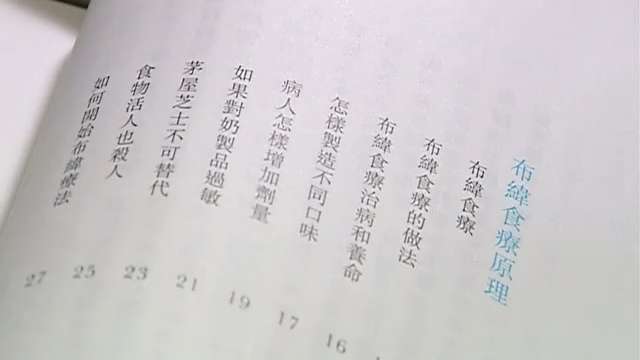 布緯食療原理
布緯食療
布緯食療的做法
布緯食療治病和養命 16
怎樣製造不同口味 17
病人怎樣增加劑量 19
如果對奶製品過敏 21
茅屋芝士不可替代 23
食物活人也殺人 25
如何開始布緯療法 27